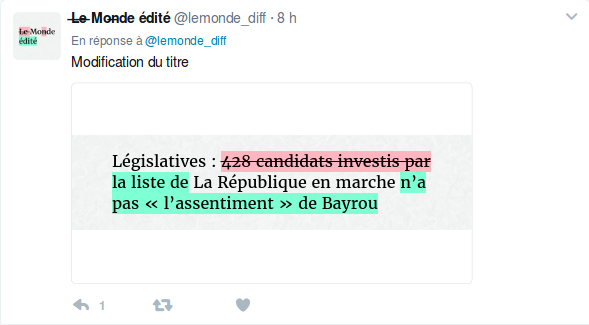 Le Monde édité
Le Monde édité @lemonde_diff · 8 h
En réponse à @lemonde_diff
Modification du titre
Législatives : 428 candidats investis par
la liste de La République en marche n’a
pas « l’assentiment » de Bayrou
1